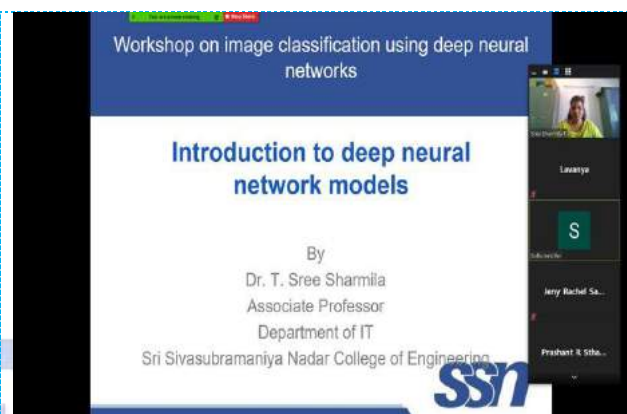 Workshop on image classification using deep neural
networks
Introduction to deep neural
network models
By
Dr. T. Sree Sharmila
Associate Professor
Department of IT
Sri Sivasubramaniya Nadar College of Engineering
ssn
Lavanya
S
Jeny Rachel Sa...
Prashant R Stha...